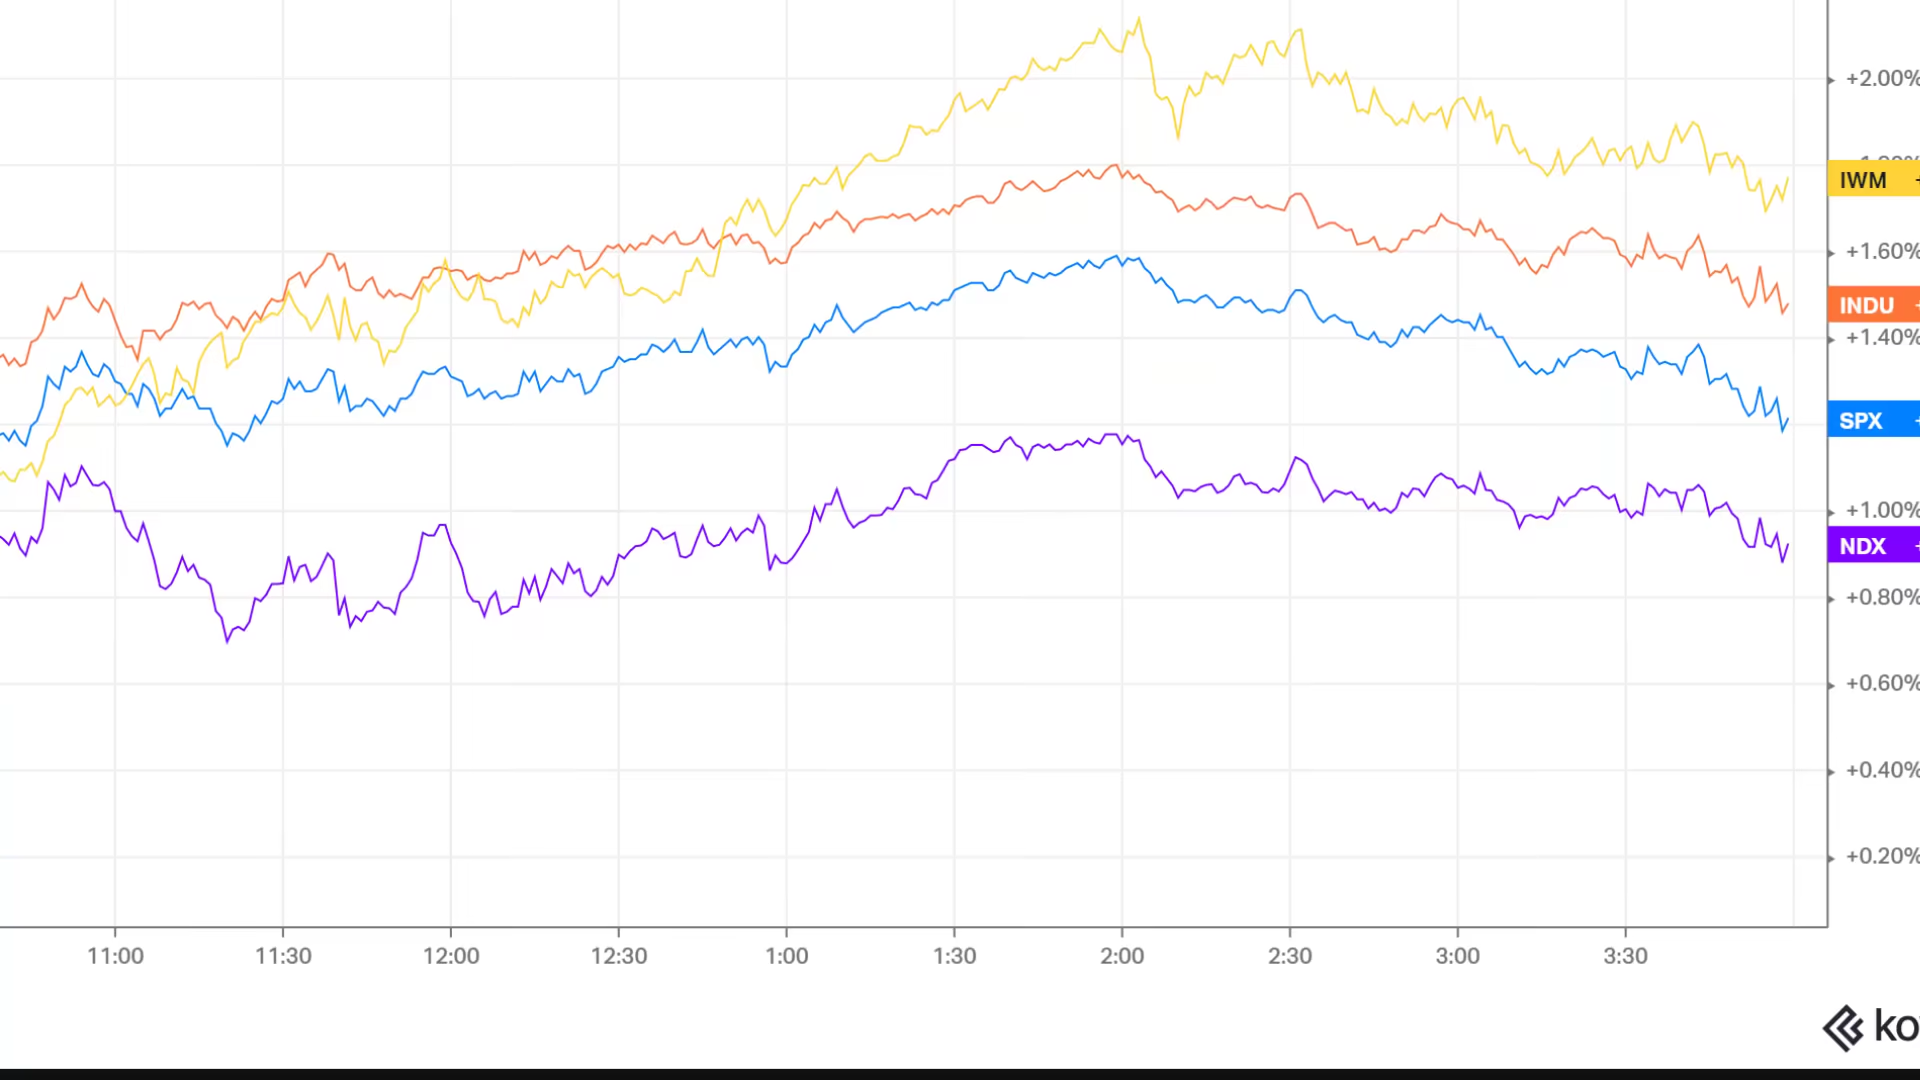 +2.00%
IWM +
+1.60%
INDU +
+1.40%
SPX +
+1.00%
NDX +
+0.80%
+0.60%
+0.40%
+0.20%
11:00 11:30 12:00 12:30 1:00 1:30 2:00 2:30 3:00 3:30